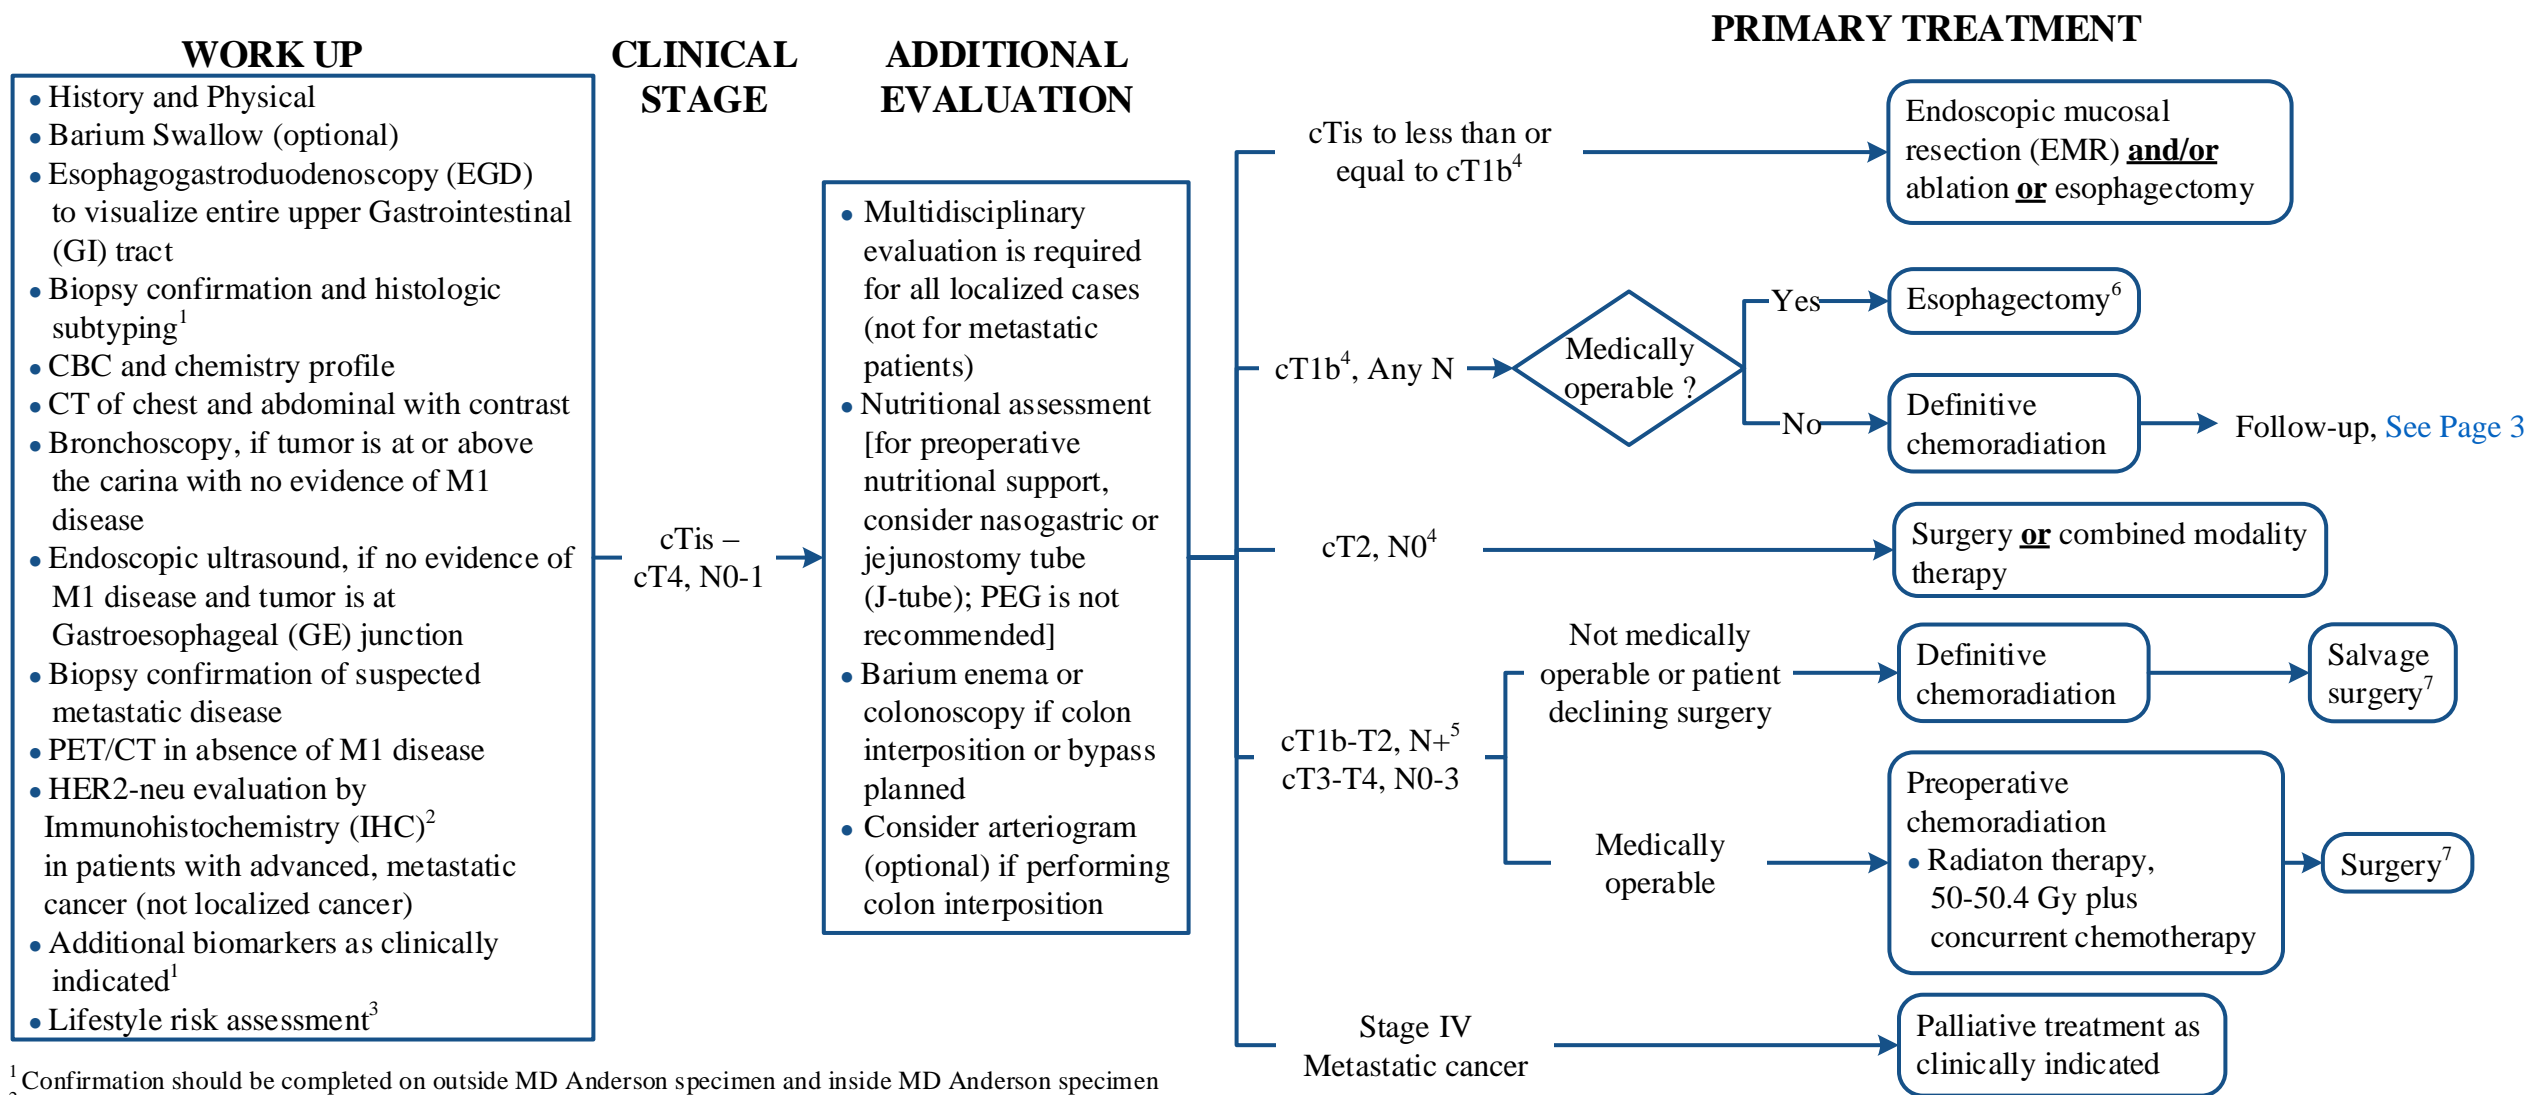 PRIMARY TREATMENT
WORK UP
CLINICAL
STAGE
ADDITIONAL
EVALUATION
• History and Physical
• Barium Swallow (optional)
• Esophagogastroduodenoscopy (EGD)
to visualize entire upper Gastrointestinal
(GI) tract
• Biopsy confirmation and histologic
subtyping1
• CBC and chemistry profile
• CT of chest and abdominal with contrast
• Bronchoscopy, if tumor is at or above
the carina with no evidence of M1
disease
• Endoscopic ultrasound, if no evidence of
M1 disease and tumor is at
Gastroesophageal (GE) junction
• Biopsy confirmation of suspected
metastatic disease
• PET/CT in absence of M1 disease
• HER2-neu evaluation by
Immunohistochemistry (IHC)2
in patients with advanced, metastatic
cancer (not localized cancer)
• Additional biomarkers as clinically
indicated1
• Lifestyle risk assessment3
cTis –
cT4, N0-1
• Multidisciplinary
evaluation is required
for all localized cases
(not for metastatic
patients)
• Nutritional assessment
[for preoperative
nutritional support,
consider nasogastric or
jejunostomy tube
(J-tube); PEG is not
recommended]
• Barium enema or
colonoscopy if colon
interposition or bypass
planned
• Consider arteriogram
(optional) if performing
colon interposition
cTis to less than or
equal to cT1b4
Endoscopic mucosal
resection (EMR) and/or
ablation or esophagectomy
cT1b4, Any N
Medically
operable ?
Yes
Esophagectomy6
No
Definitive
chemoradiation
Follow-up, See Page 3
cT2, N04
Surgery or combined modality
therapy
cT1b-T2, N+5
cT3-T4, N0-3
Not medically
operable or patient
declining surgery
Definitive
chemoradiation
Salvage
surgery7
Medically
operable
Preoperative
chemoradiation
• Radiaton therapy,
50-50.4 Gy plus
concurrent chemotherapy
Surgery7
Stage IV
Metastatic cancer
Palliative treatment as
clinically indicated
1 Confirmation should be completed on outside MD Anderson specimen and inside MD Anderson specimen